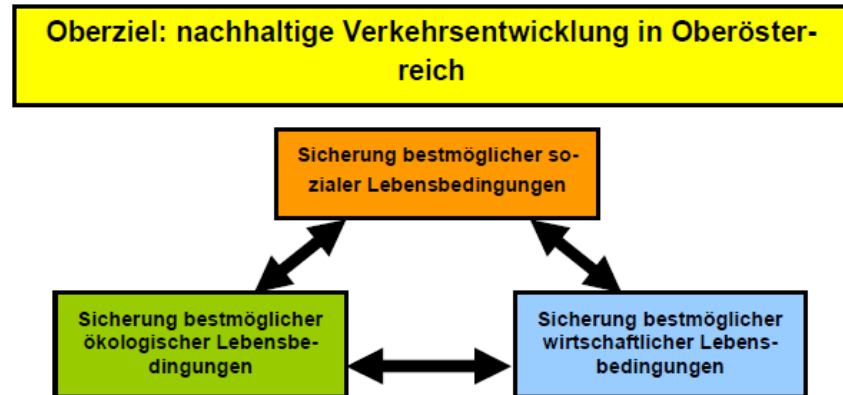 Oberziel: nachhaltige Verkehrsentwicklung in Oberöster-
reich
Sicherung bestmöglicher so-
zialer Lebensbedingungen
Sicherung bestmöglicher
ökologischer Lebensbe-
dingungen
Sicherung bestmöglicher
wirtschaftlicher Lebens-
bedingungen